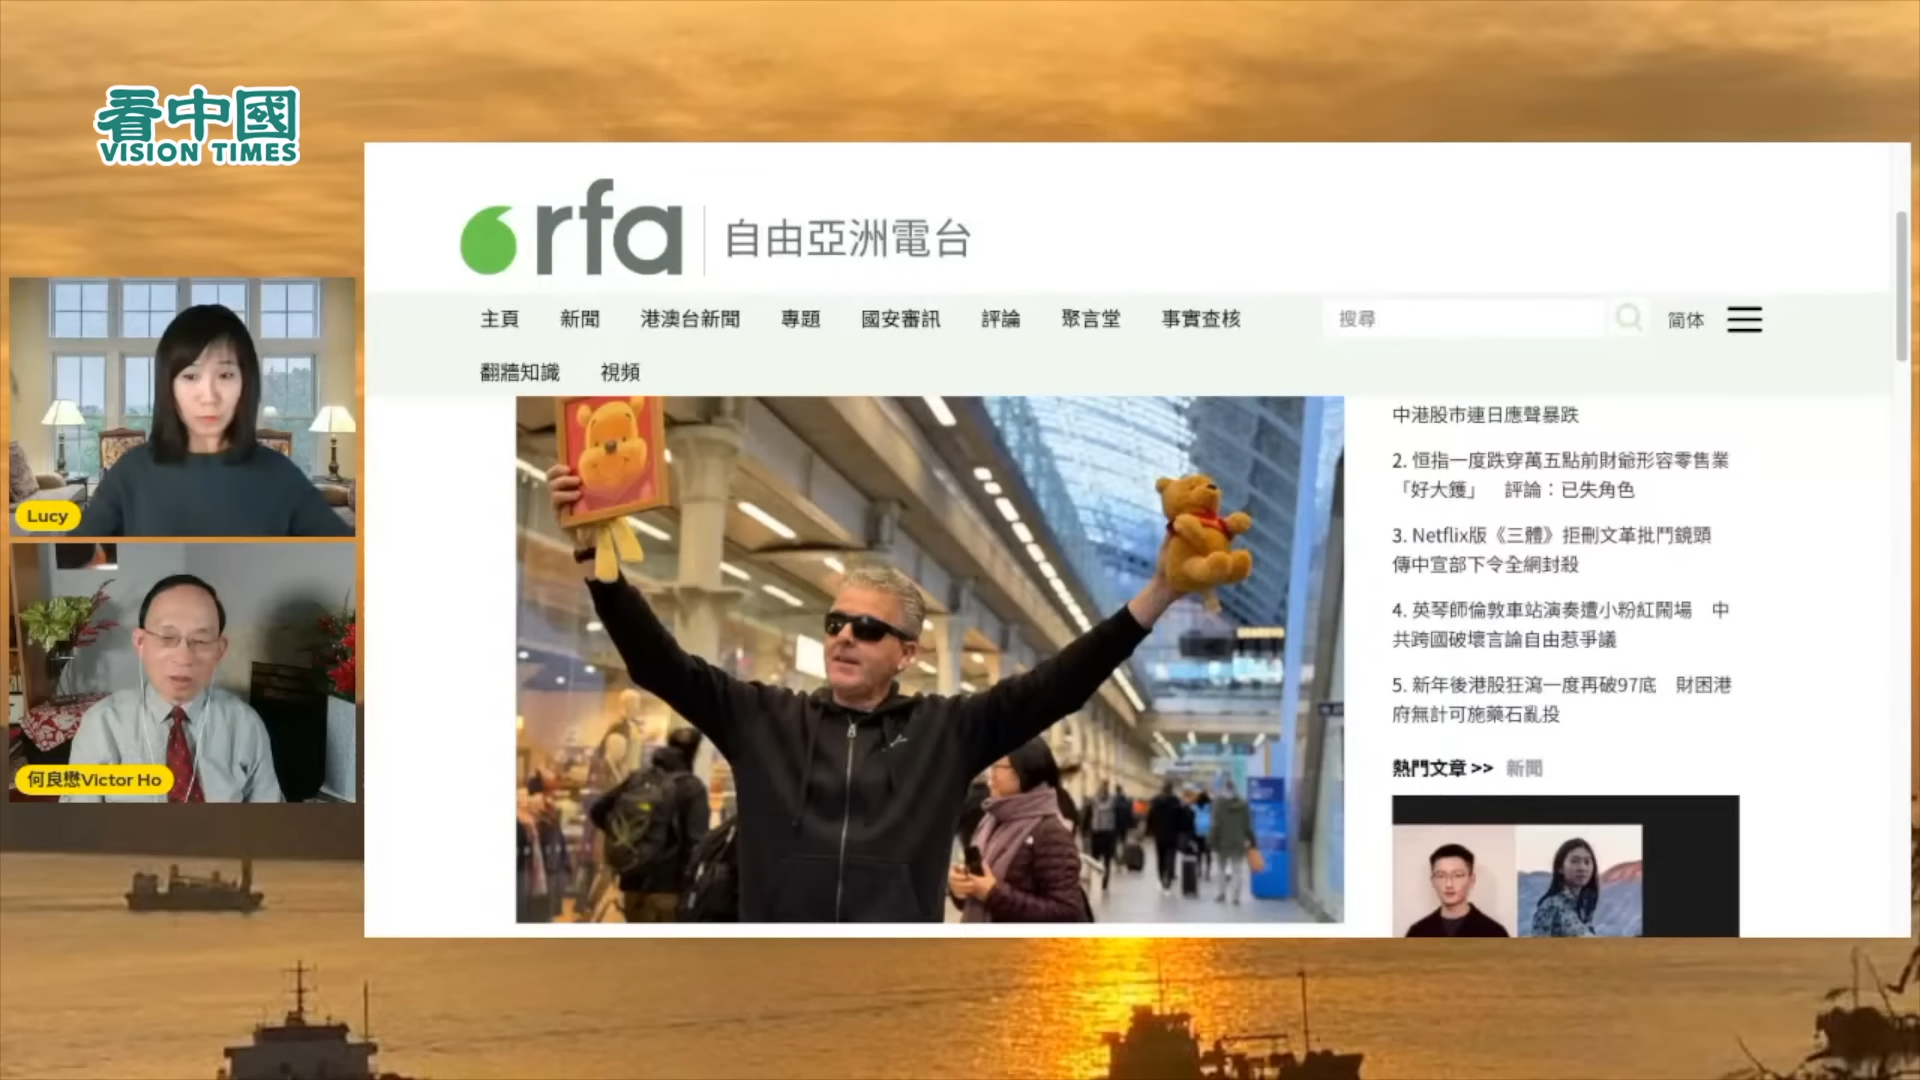 看中國
VISION TIMES
Lucy
何良懋Victor Ho
rfa 自由亞洲電台
主頁 新聞 港澳台新聞 專題 國安審訊 評論 聚言堂 事實查核
搜尋
简体
翻牆知識 視頻
中港股市連日應聲暴跌
2. 恒指一度跌穿萬五點前財爺形容零售業
「好大鑊」 評論：已失角色
3. Netflix版《三體》拒刪文革批鬥鏡頭
傳中宣部下令全網封殺
4. 英琴師倫敦車站演奏遭小粉紅鬧場 中
共跨國破壞言論自由惹爭議
5. 新年後港股狂瀉一度再破97底 財困港
府無計可施藥石亂投
熱門文章 >> 新聞